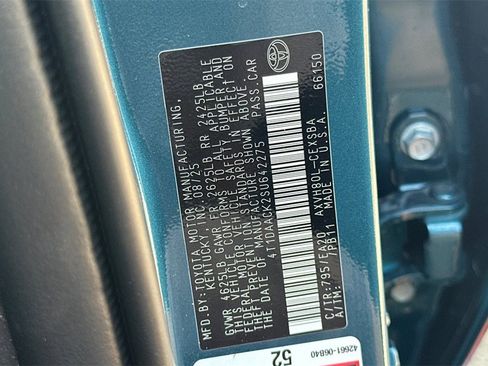 MFD.BY:TOYOTA MOTOR MANUFACTURING,
KENTUCKY, INC. 08/25
GVWR 4625LB GAWR FR 2625LB RR 2425LB
THIS VEHICLE CONFORMS TO ALL APPLICABLE
FEDERAL MOTOR VEHICLE SAFETY, BUMPER, AND
THEFT PREVENTION STANDARDS IN EFFECT ON
THE DATE OF MANUFACTURE SHOWN ABOVE.
4T1DAACK2SU642275 PASS.CAR
C/TR:795/EA20 AXVH80L-CEXSBA
A/TM: PB11 MADE IN U.S.A. 66150
42661-06B40
52